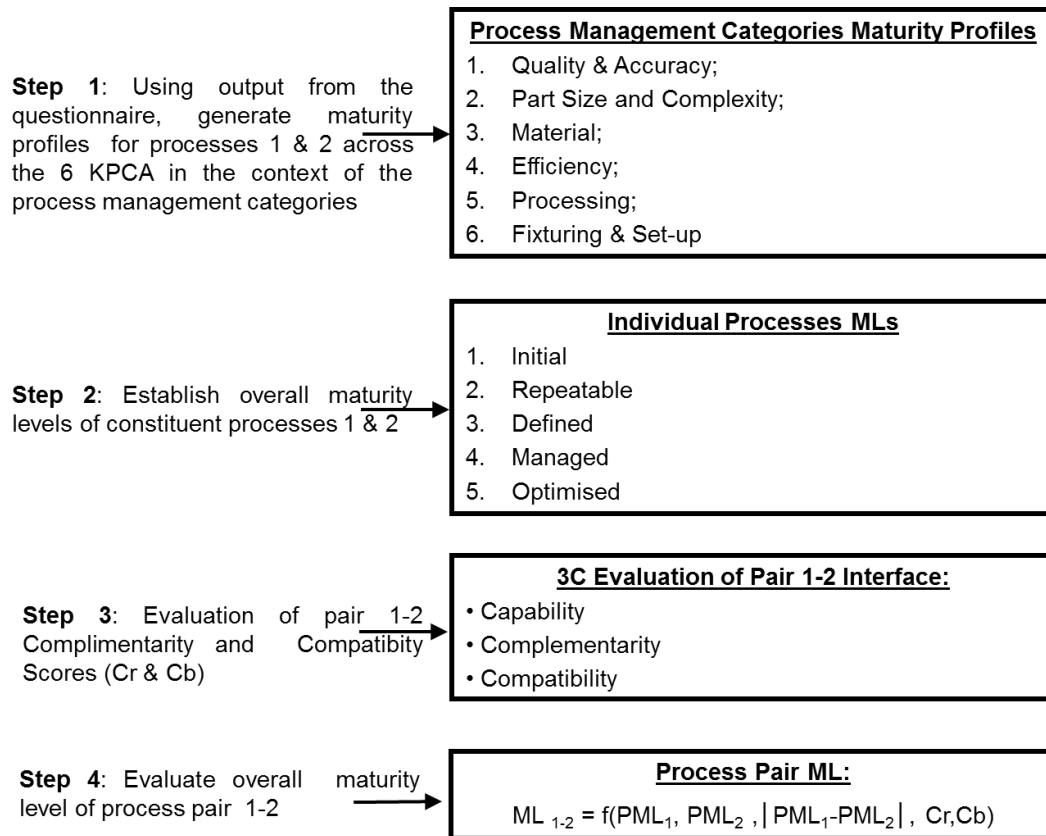 Step 1: Using output from the
questionnaire, generate maturity
profiles for processes 1 & 2 across
the 6 KPCA in the context of the
process management categories
Process Management Categories Maturity Profiles
1. Quality & Accuracy;
2. Part Size and Complexity;
3. Material;
4. Efficiency;
5. Processing;
6. Fixturing & Set-up
Step 2: Establish overall maturity
levels of constituent processes 1 & 2
Individual Processes MLs
1. Initial
2. Repeatable
3. Defined
4. Managed
5. Optimised
Step 3: Evaluation of pair 1-2
Complimentarity and Compatibity
Scores (Cr & Cb)
3C Evaluation of Pair 1-2 Interface:
• Capability
• Complementarity
• Compatibility
Step 4: Evaluate overall maturity
level of process pair 1-2
Process Pair ML:
ML 1-2 = f(PML1, PML2 ,|PML1-PML2|, Cr,Cb)